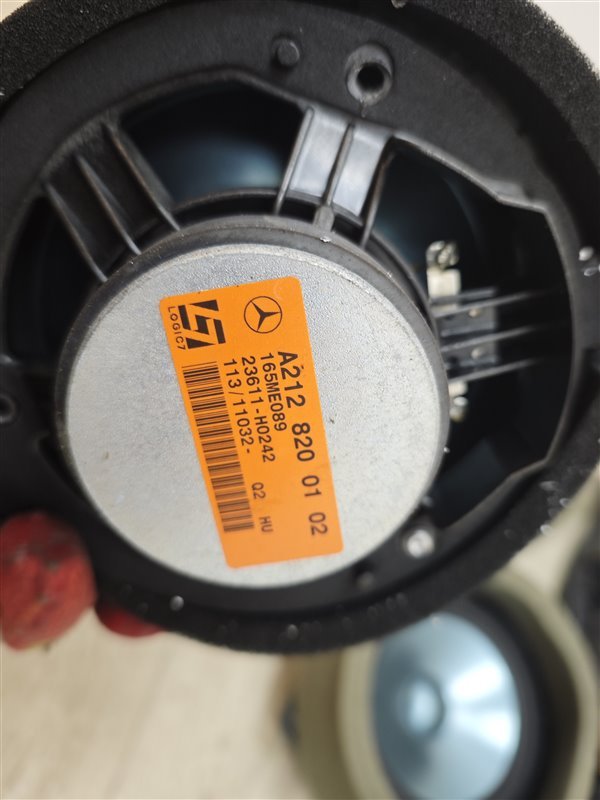 LOGIC7
A212 820 01 02
165ME089
23611-H0242
113/11032- Q2 HU